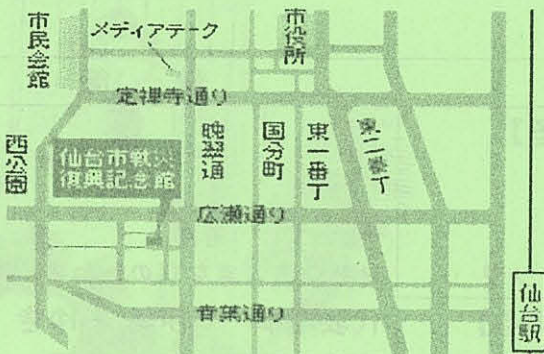 市民会館
メディアテーク
市役所
定禅寺通り
西公園
仙台市戦災
復興記念館
晩翠通
国分町
東一番丁
東二番丁
広瀬通り
青葉通り
仙台駅